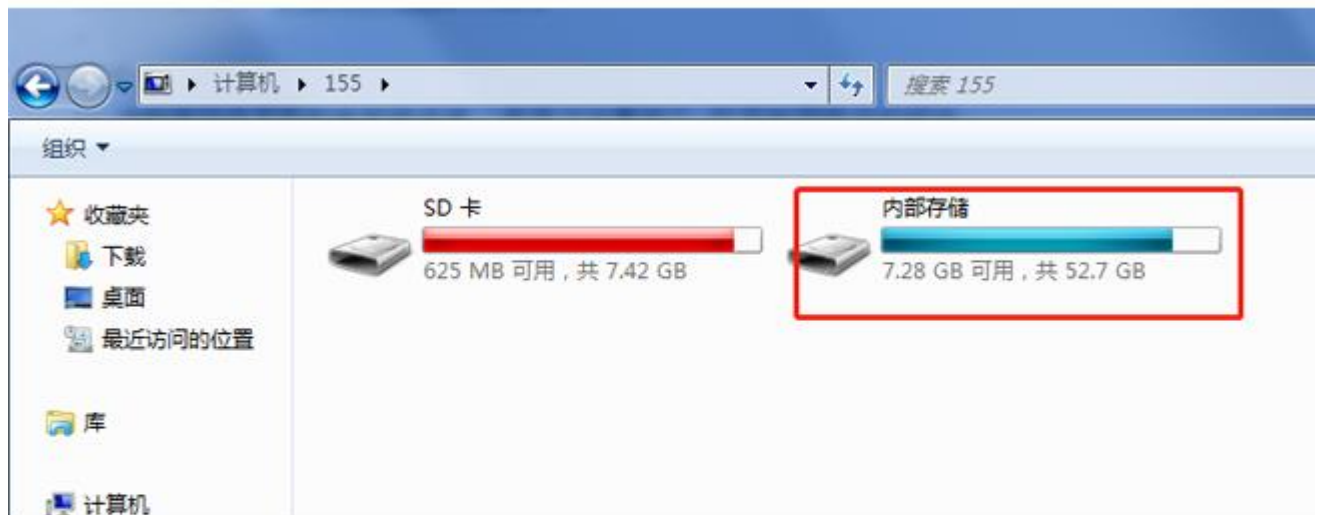 计算机 155
搜索 155
组织
收藏夹
下载
桌面
最近访问的位置
库
计算机
SD 卡
625 MB 可用，共 7.42 GB
内部存储
7.28 GB 可用，共 52.7 GB